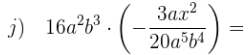 j) 16a²b³ · (−3ax²/20a⁵b⁴) =